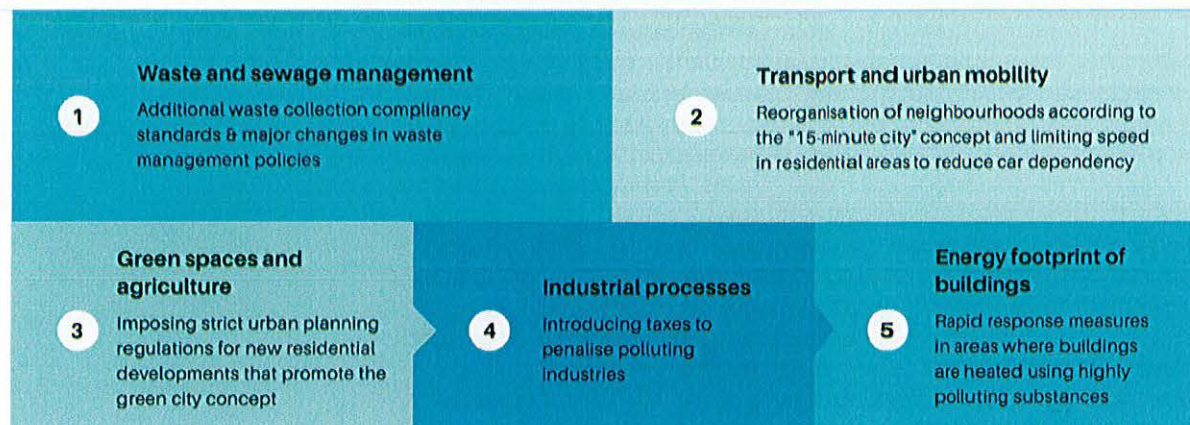 1
Waste and sewage management
Additional waste collection compliancy
standards & major changes in waste
management policies
2
Transport and urban mobility
Reorganisation of neighbourhoods according to
the "15-minute city" concept and limiting speed
in residential areas to reduce car dependency
3
Green spaces and
agriculture
Imposing strict urban planning
regulations for new residential
developments that promote the
green city concept
4
Industrial processes
Introducing taxes to
penalise polluting
industries
5
Energy footprint of
buildings
Rapid response measures
in areas where buildings
are heated using highly
polluting substances